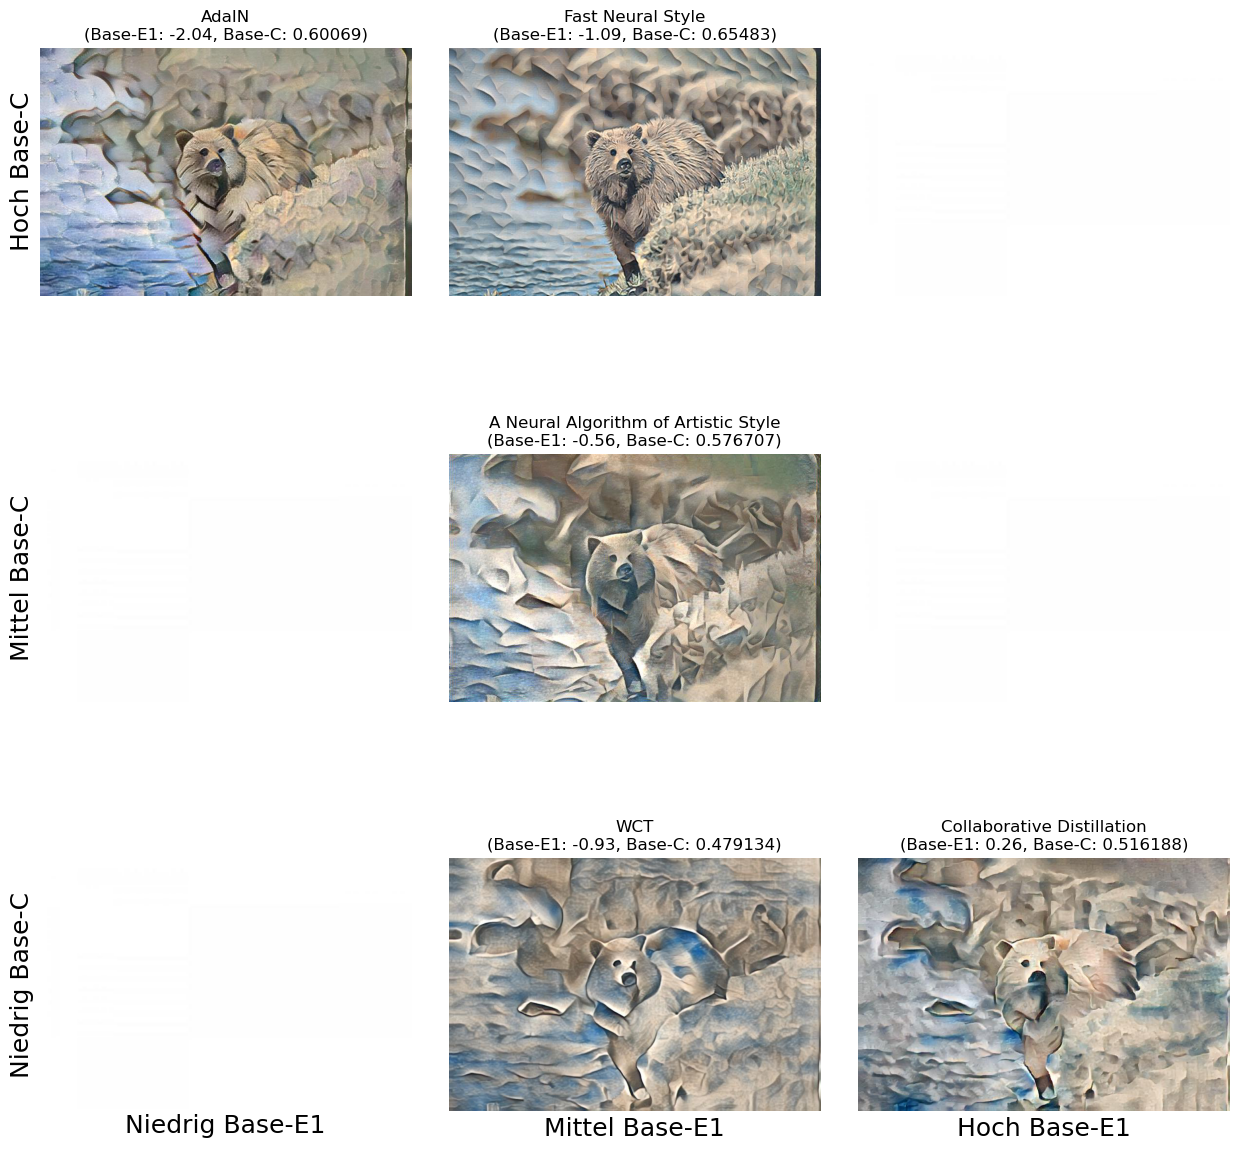 AdaIN
(Base-E1: -2.04, Base-C: 0.60069)
Fast Neural Style
(Base-E1: -1.09, Base-C: 0.65483)
Hoch Base-C
A Neural Algorithm of Artistic Style
(Base-E1: -0.56, Base-C: 0.576707)
Mittel Base-C
WCT
(Base-E1: -0.93, Base-C: 0.479134)
Collaborative Distillation
(Base-E1: 0.26, Base-C: 0.516188)
Niedrig Base-C
Niedrig Base-E1
Mittel Base-E1
Hoch Base-E1